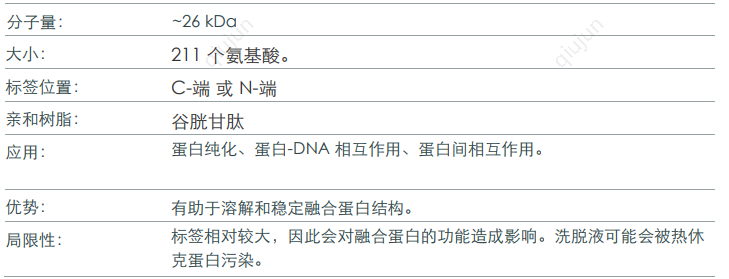 分子量： ~26 kDa
大小： 211 个氨基酸。
标签位置： C-端 或 N-端
亲和树脂： 谷胱甘肽
应用： 蛋白纯化、蛋白-DNA 相互作用、蛋白间相互作用。
优势： 有助于溶解和稳定融合蛋白结构。
局限性： 标签相对较大，因此会对融合蛋白的功能造成影响。洗脱液可能会被热休
克蛋白污染。
qiujun
qiujun